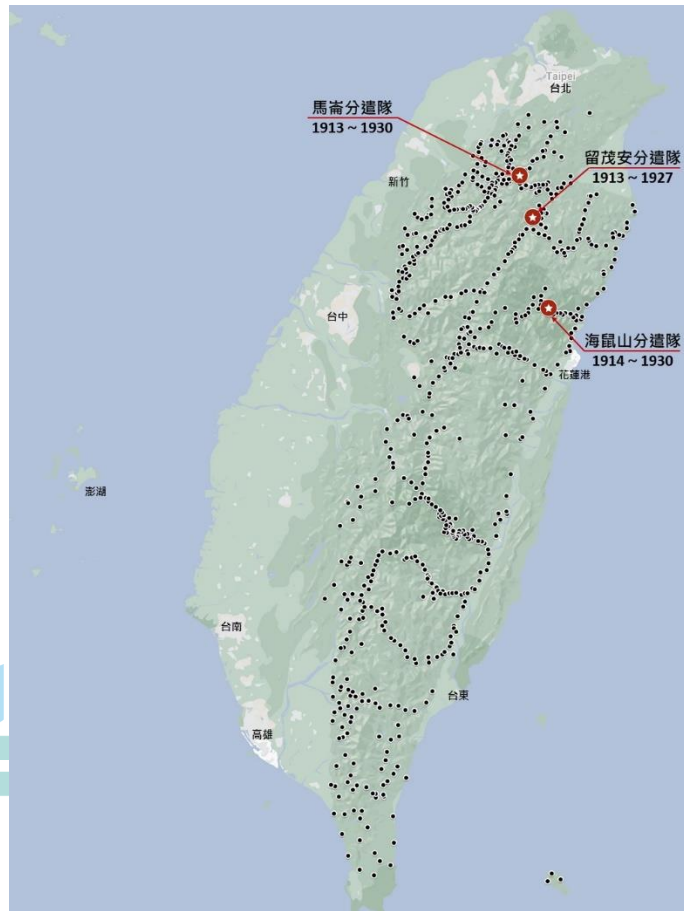 Taipei
台北
馬崙分遣隊
1913～1930
留茂安分遣隊
1913～1927
新竹
台中
海鼠山分遣隊
1914～1930
花蓮港
澎湖
台南
台東
高雄